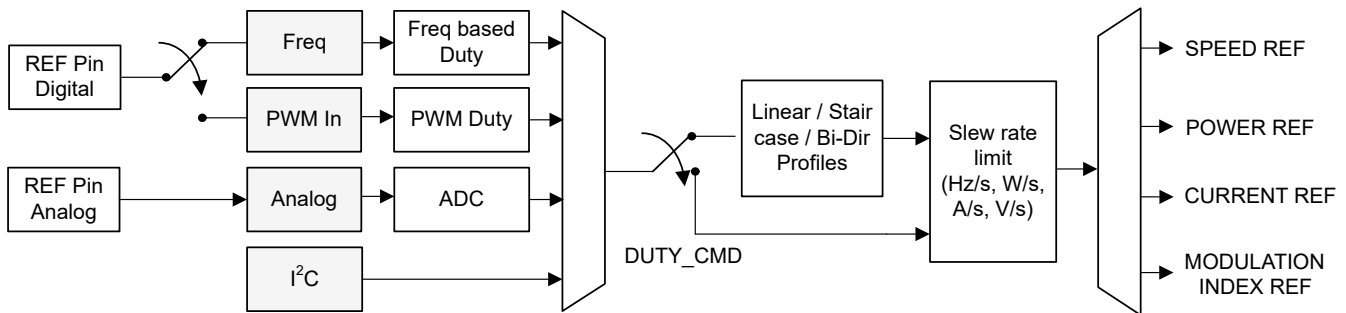 REF Pin
Digital
Freq
Freq based
Duty
PWM In
PWM Duty
REF Pin
Analog
Analog
ADC
I²C
DUTY_CMD
Linear / Stair
case / Bi-Dir
Profiles
Slew rate
limit
(Hz/s, W/s,
A/s, V/s)
SPEED REF
POWER REF
CURRENT REF
MODULATION
INDEX REF